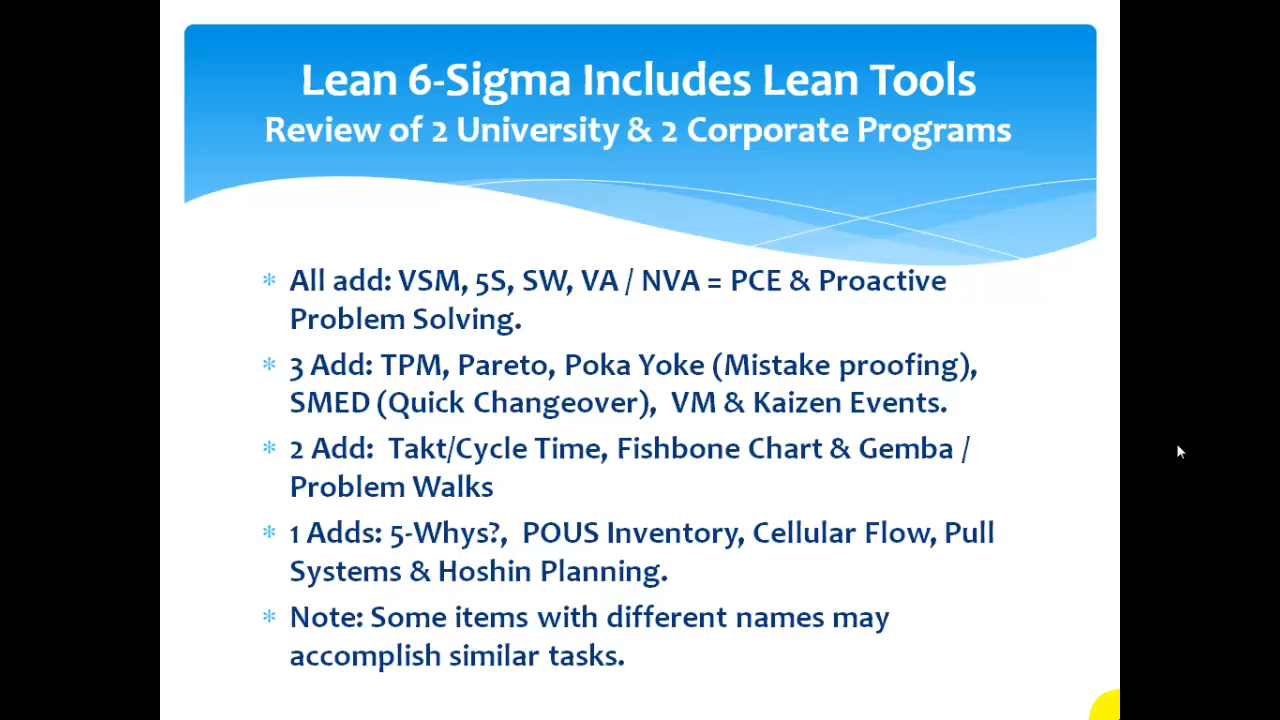 Lean 6-Sigma Includes Lean Tools
Review of 2 University & 2 Corporate Programs
* All add: VSM, 5S, SW, VA / NVA = PCE & Proactive
Problem Solving.
* 3 Add: TPM, Pareto, Poka Yoke (Mistake proofing),
SMED (Quick Changeover), VM & Kaizen Events.
* 2 Add: Takt/Cycle Time, Fishbone Chart & Gemba /
Problem Walks
* 1 Adds: 5-Whys?, POUS Inventory, Cellular Flow, Pull
Systems & Hoshin Planning.
* Note: Some items with different names may
accomplish similar tasks.